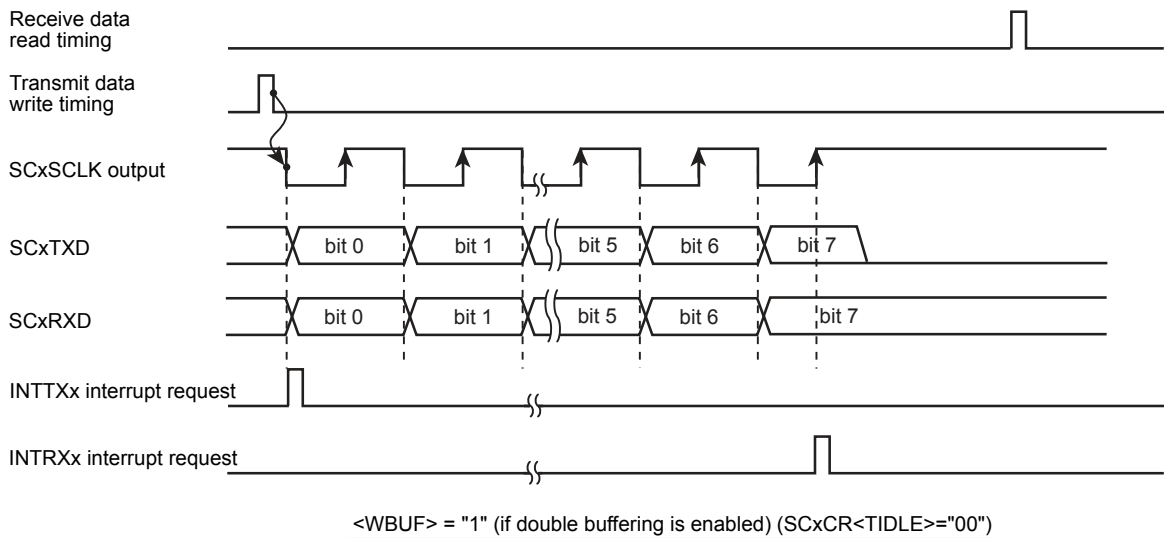 Receive data
read timing
Transmit data
write timing
SCxSCLK output
SCxTXD
bit 0 bit 1 bit 5 bit 6 bit 7
SCxRXD
bit 0 bit 1 bit 5 bit 6 bit 7
INTTXx interrupt request
INTRXx interrupt request
<WBUF> = "1" (if double buffering is enabled) (SCxCR<TIDLE>="00")